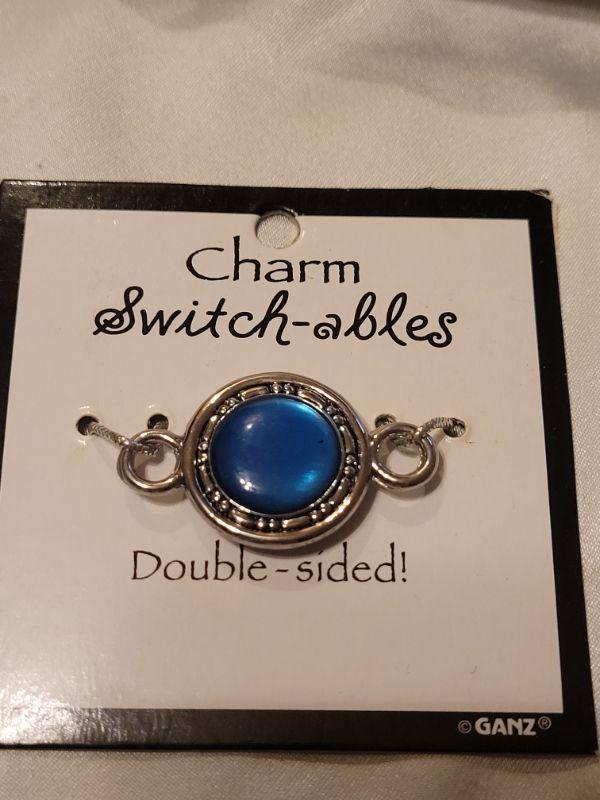 Charm
Switch-ables
Double-sided!
© GANZ®